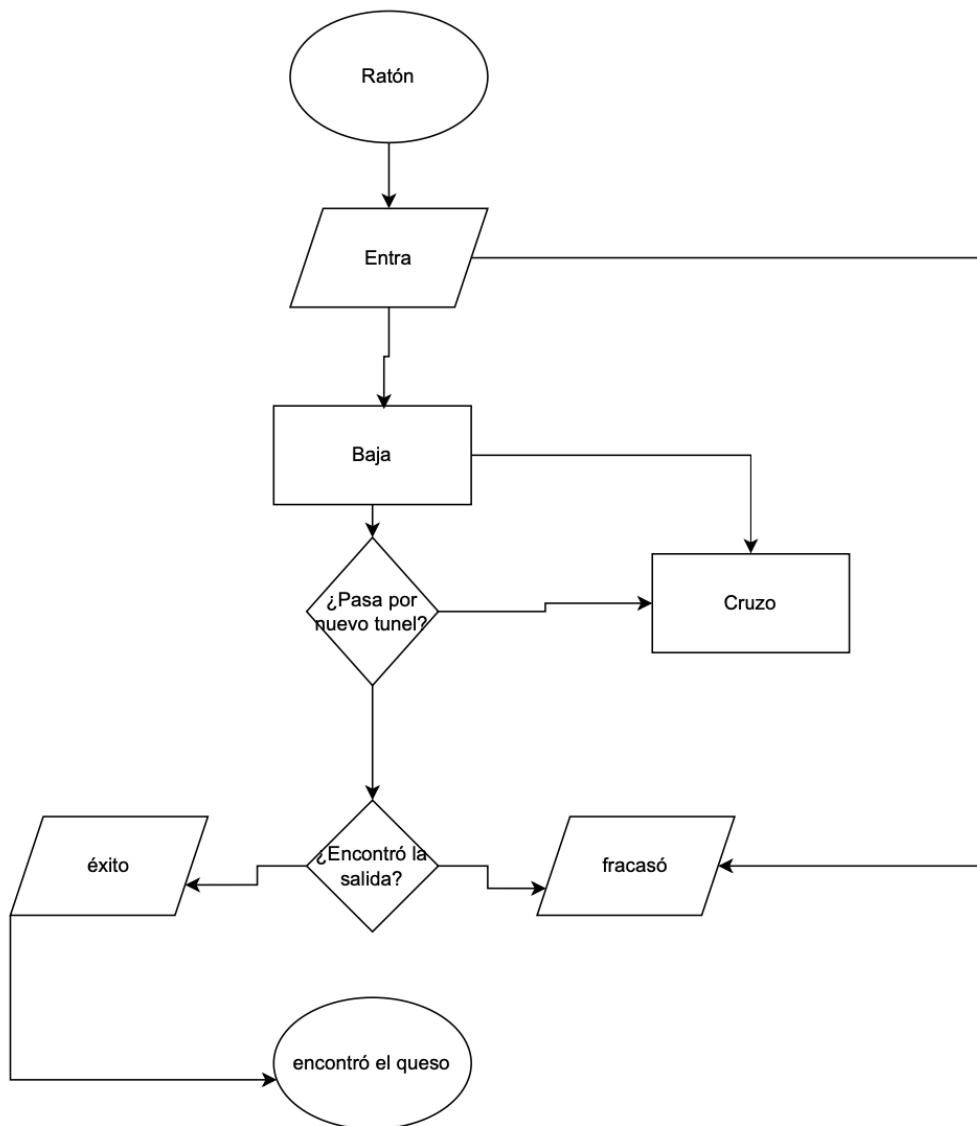 Ratón
Entra
Baja
¿Pasa por
nuevo tunel?
Cruzo
¿Encontró la
salida?
éxito
fracasó
encontró el queso